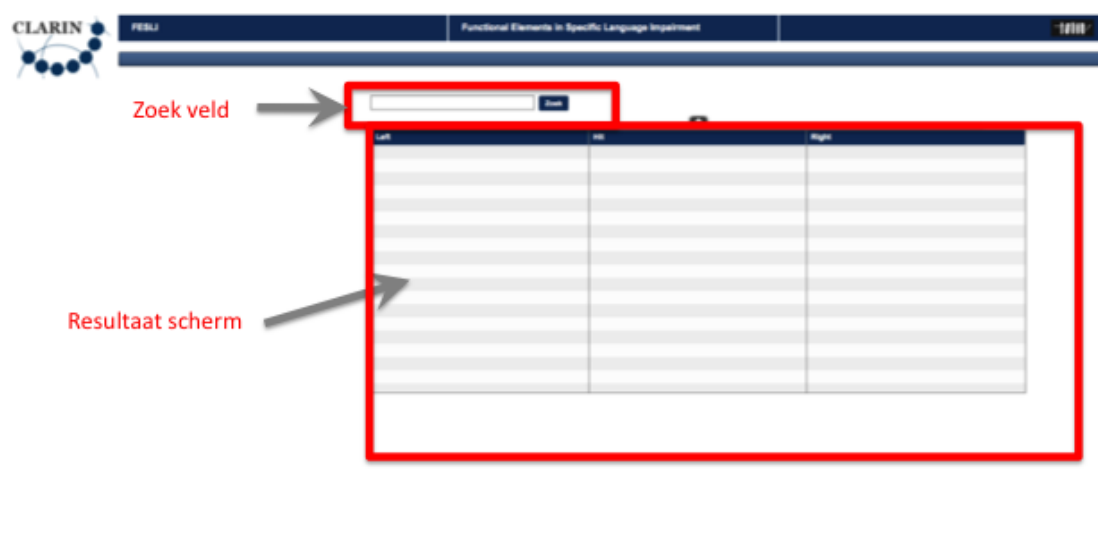 CLARIN
FESLI
Functional Elements in Specific Language Impairment
Zoek veld
Zoek
Left
Hit
Right
Resultaat scherm